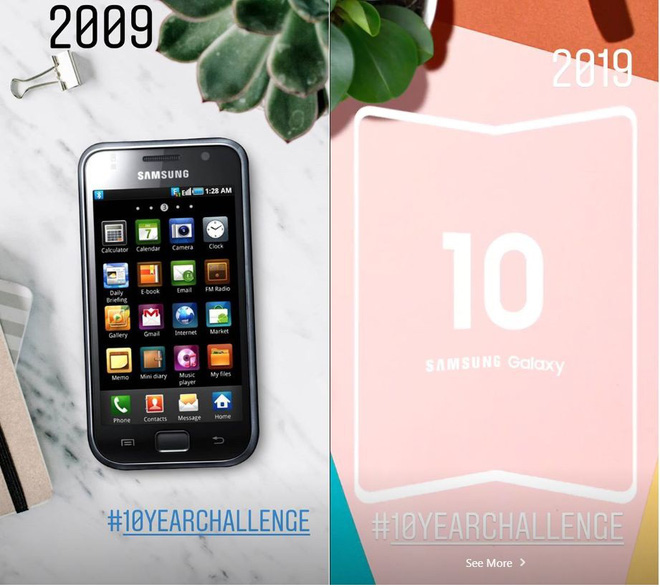 2009
SAMSUNG
1:28 AM
3
Calculator Calendar Camera Clock
7
Daily Briefing E-book Email FM Radio
Gallery Gmail Internet Market
Memo Mini diary Music player My files
Phone Contacts Message Home
#10YEARCHALLENGE
2019
10
SAMSUNG Galaxy
#10YEARCHALLENGE
See More